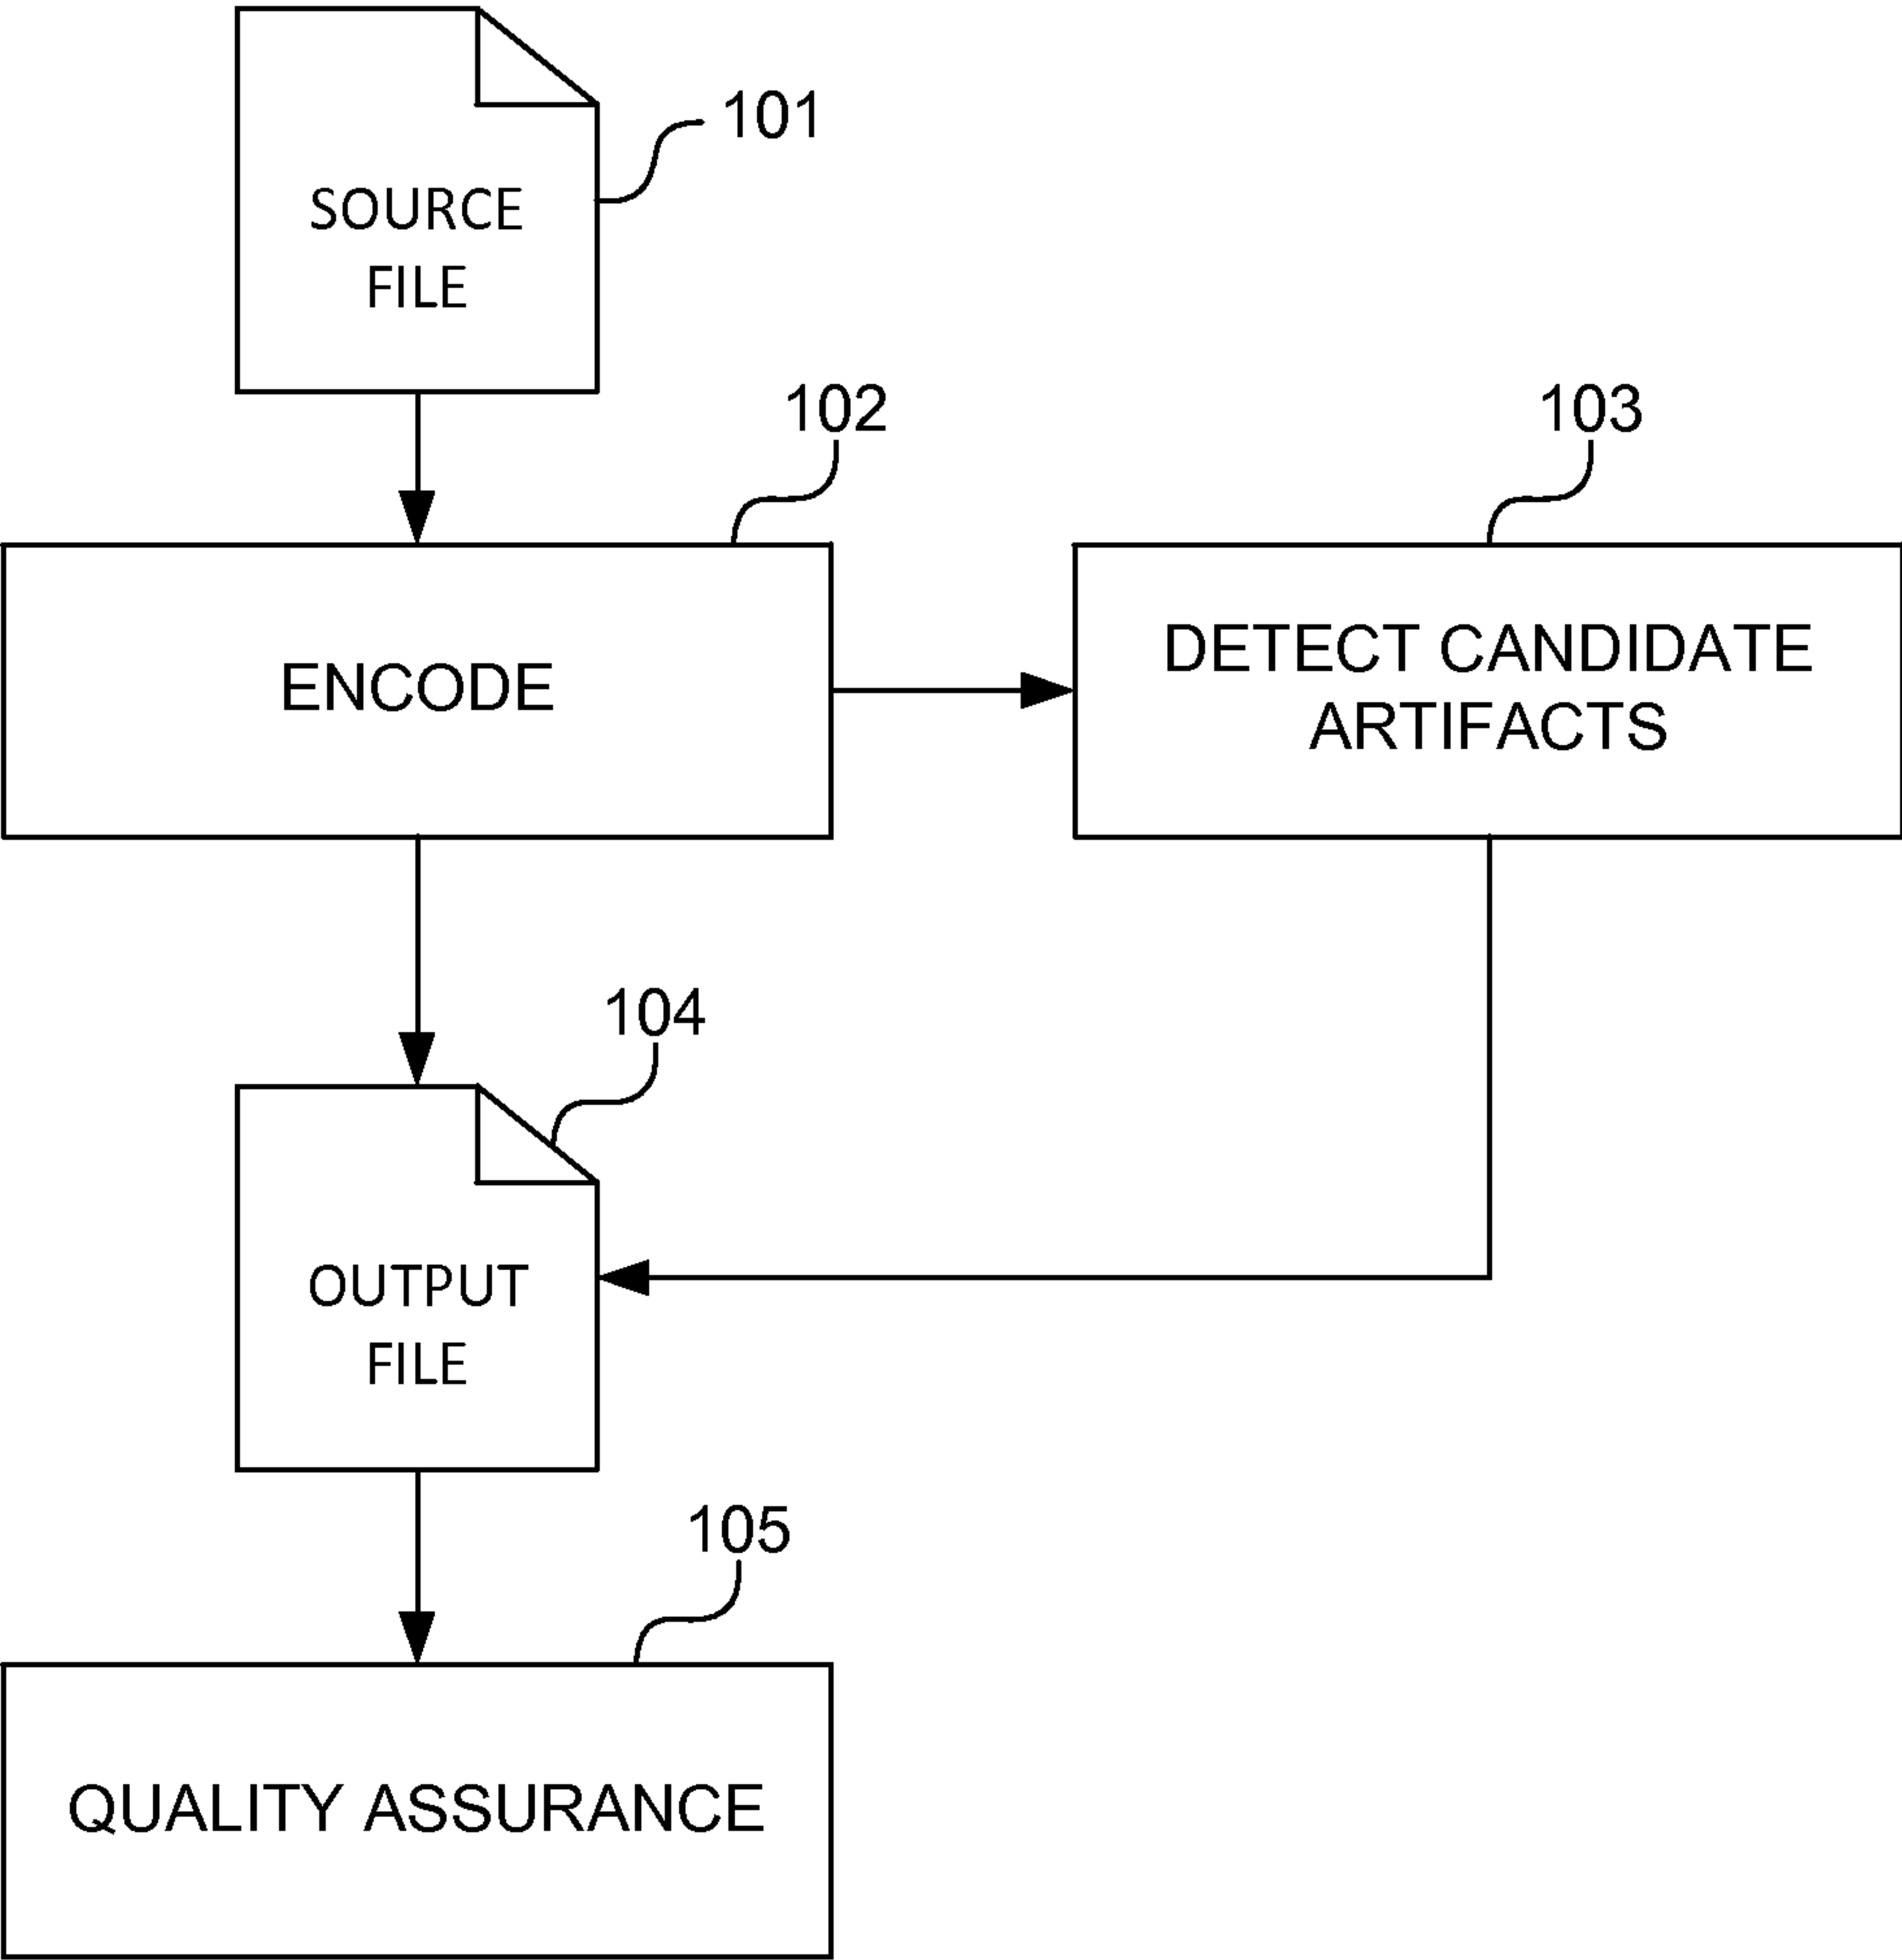 101
SOURCE
FILE
102
103
ENCODE
DETECT CANDIDATE
ARTIFACTS
104
OUTPUT
FILE
105
QUALITY ASSURANCE